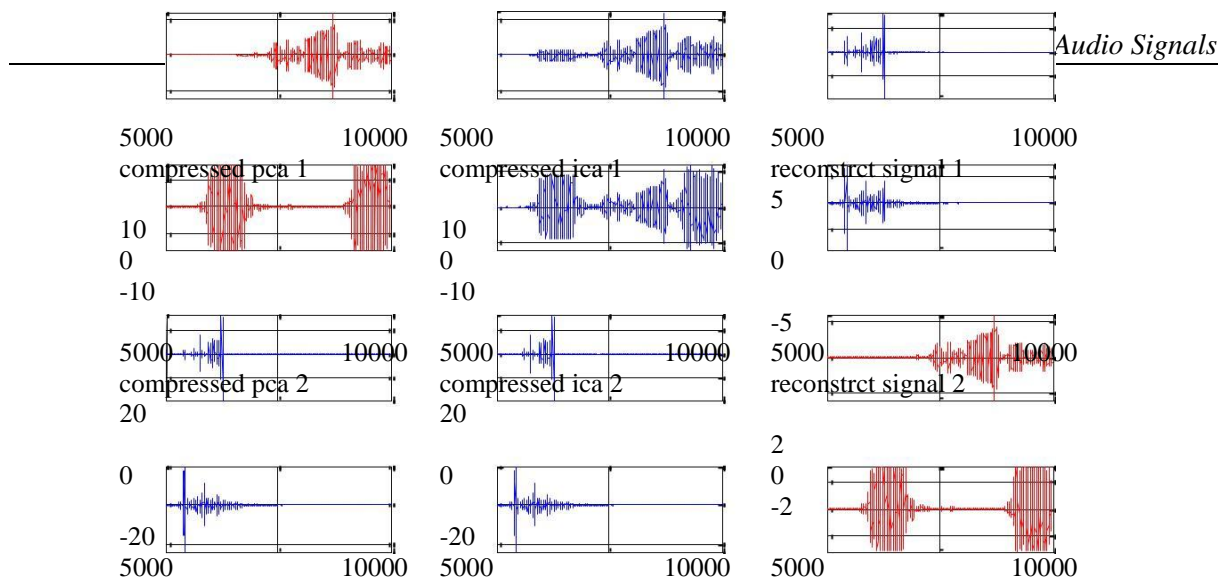 Audio Signals
5000 10000 5000 10000 5000 10000
compressed pca 1 compressed ica 1 reconstrct signal 1
5
10 10
0 0 0
-10 -10
-5
5000 10000 5000 10000 5000 10000
compressed pca 2 compressed ica 2 reconstrct signal 2
20 20
2
0 0 0
-2
-20 -20
5000 10000 5000 10000 5000 10000